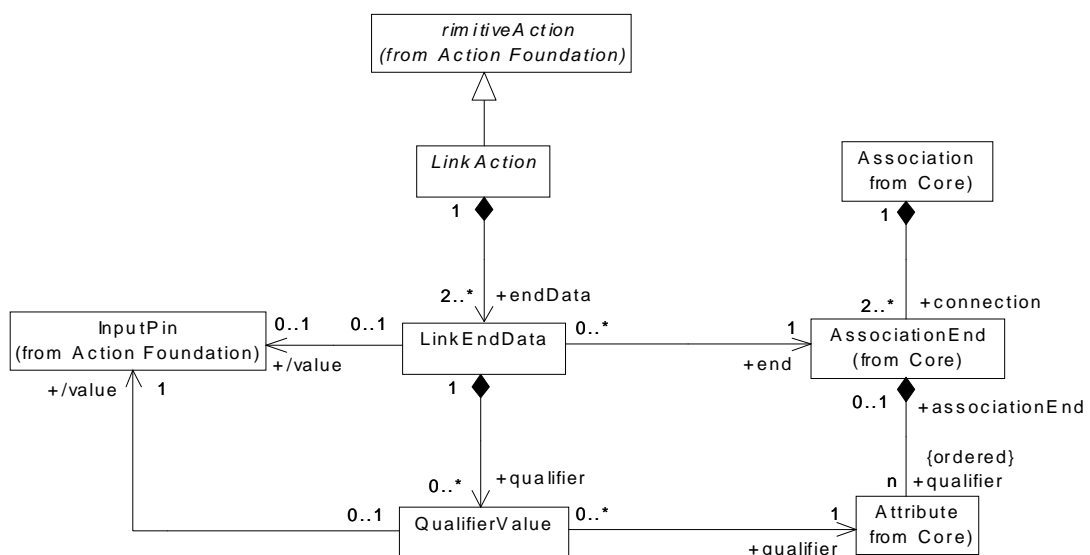 rimitiveAction
(from Action Foundation)
LinkAction
Association
from Core)
1
1
2..*
+endData
2..*
+connection
InputPin
(from Action Foundation)
0..1
0..1
LinkEndData
0..*
1
AssociationEnd
(from Core)
+/value
+end
+/value
1
1
0..1
+associationEnd
{ordered}
0..*
+qualifier
n
+qualifier
0..1
QualifierValue
0..*
1
Attribute
from Core)
+qualifier